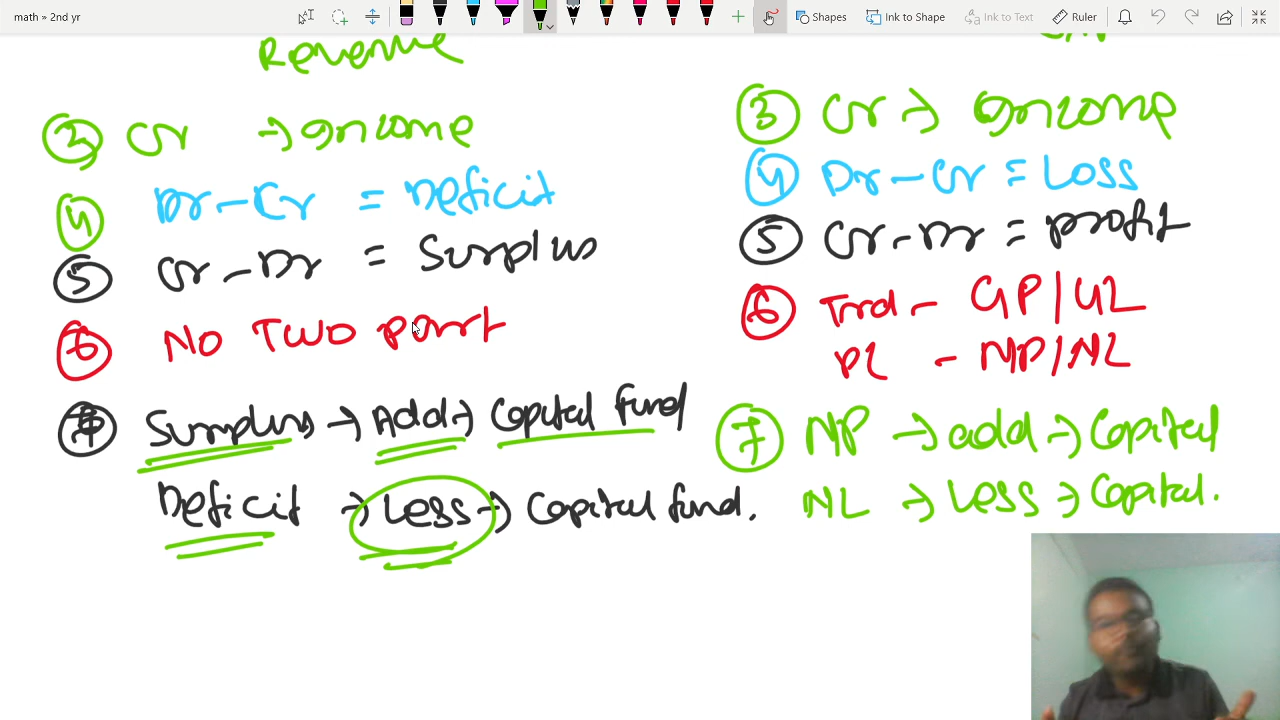 math » 2nd yr
Shapes
Ink to Shape
Ink to Text
Ruler
Revenue
3 Cr → Income
4 Dr - Cr = Deficit
5 Cr - Dr = Surplus
6 NO TWO part
7 Surplus → Add → Capital fund
Deficit → Less → Capital fund.
3 Cr → Income
4 Dr - Cr = Loss
5 Cr - Dr = profit
6 Trd - GP/GL
PL - NP/NL
7 NP → add → Capital
NL → Less → Capital.